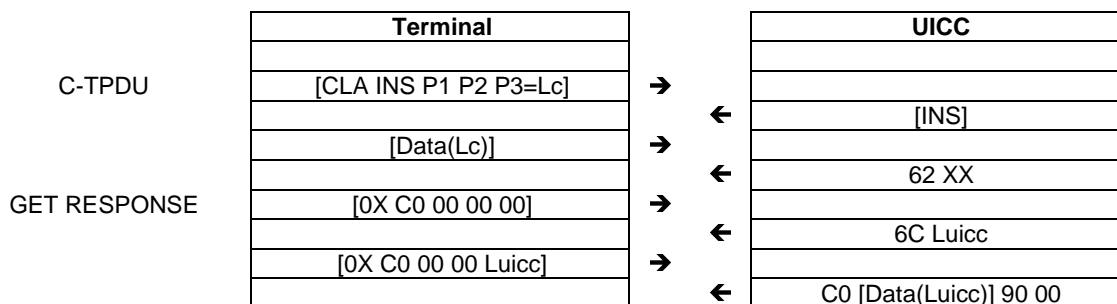 Terminal UICC
C-TPDU [CLA INS P1 P2 P3=Lc] ➔
🡸 [INS]
[Data(Lc)] ➔
🡸 62 XX
GET RESPONSE [0X C0 00 00 00] ➔
🡸 6C Luicc
[0X C0 00 00 Luicc] ➔
🡸 C0 [Data(Luicc)] 90 00